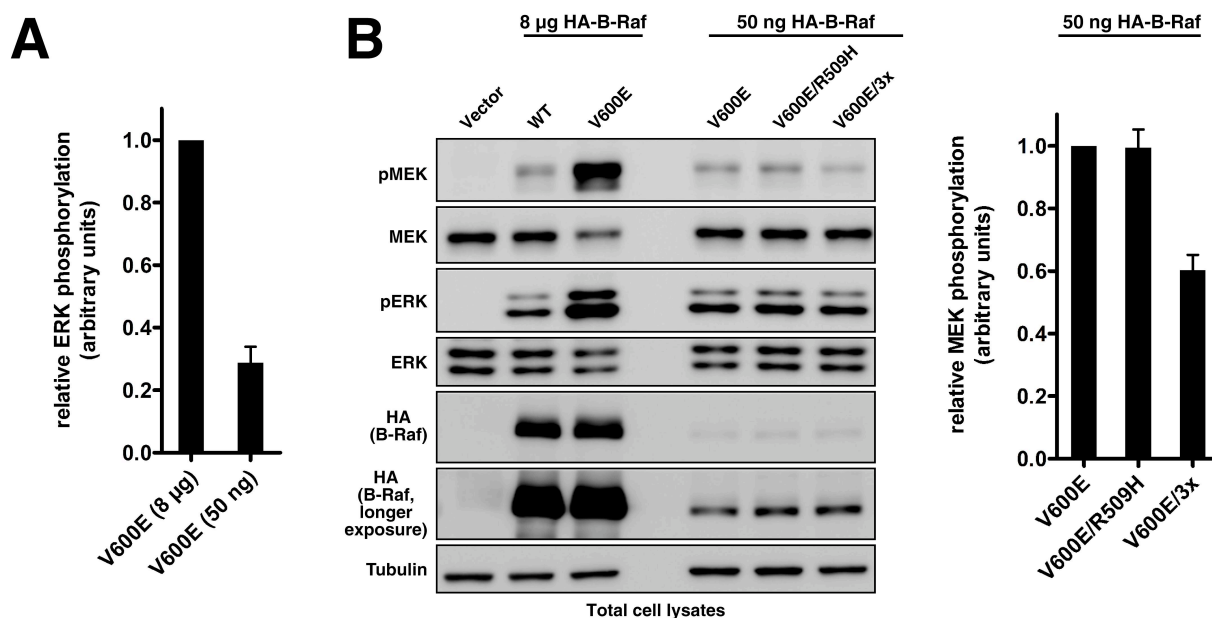 A
relative ERK phosphorylation
(arbitrary units)
1.0
0.8
0.6
0.4
0.2
0.0
V600E (8 µg)
V600E (50 ng)
B
8 µg HA-B-Raf
50 ng HA-B-Raf
Vector
WT
V600E
V600E
V600E/R509H
V600E/3x
pMEK
MEK
pERK
ERK
HA
(B-Raf)
HA
(B-Raf,
longer
exposure)
Tubulin
Total cell lysates
50 ng HA-B-Raf
relative MEK phosphorylation
(arbitrary units)
1.0
0.8
0.6
0.4
0.2
0.0
V600E
V600E/R509H
V600E/3x